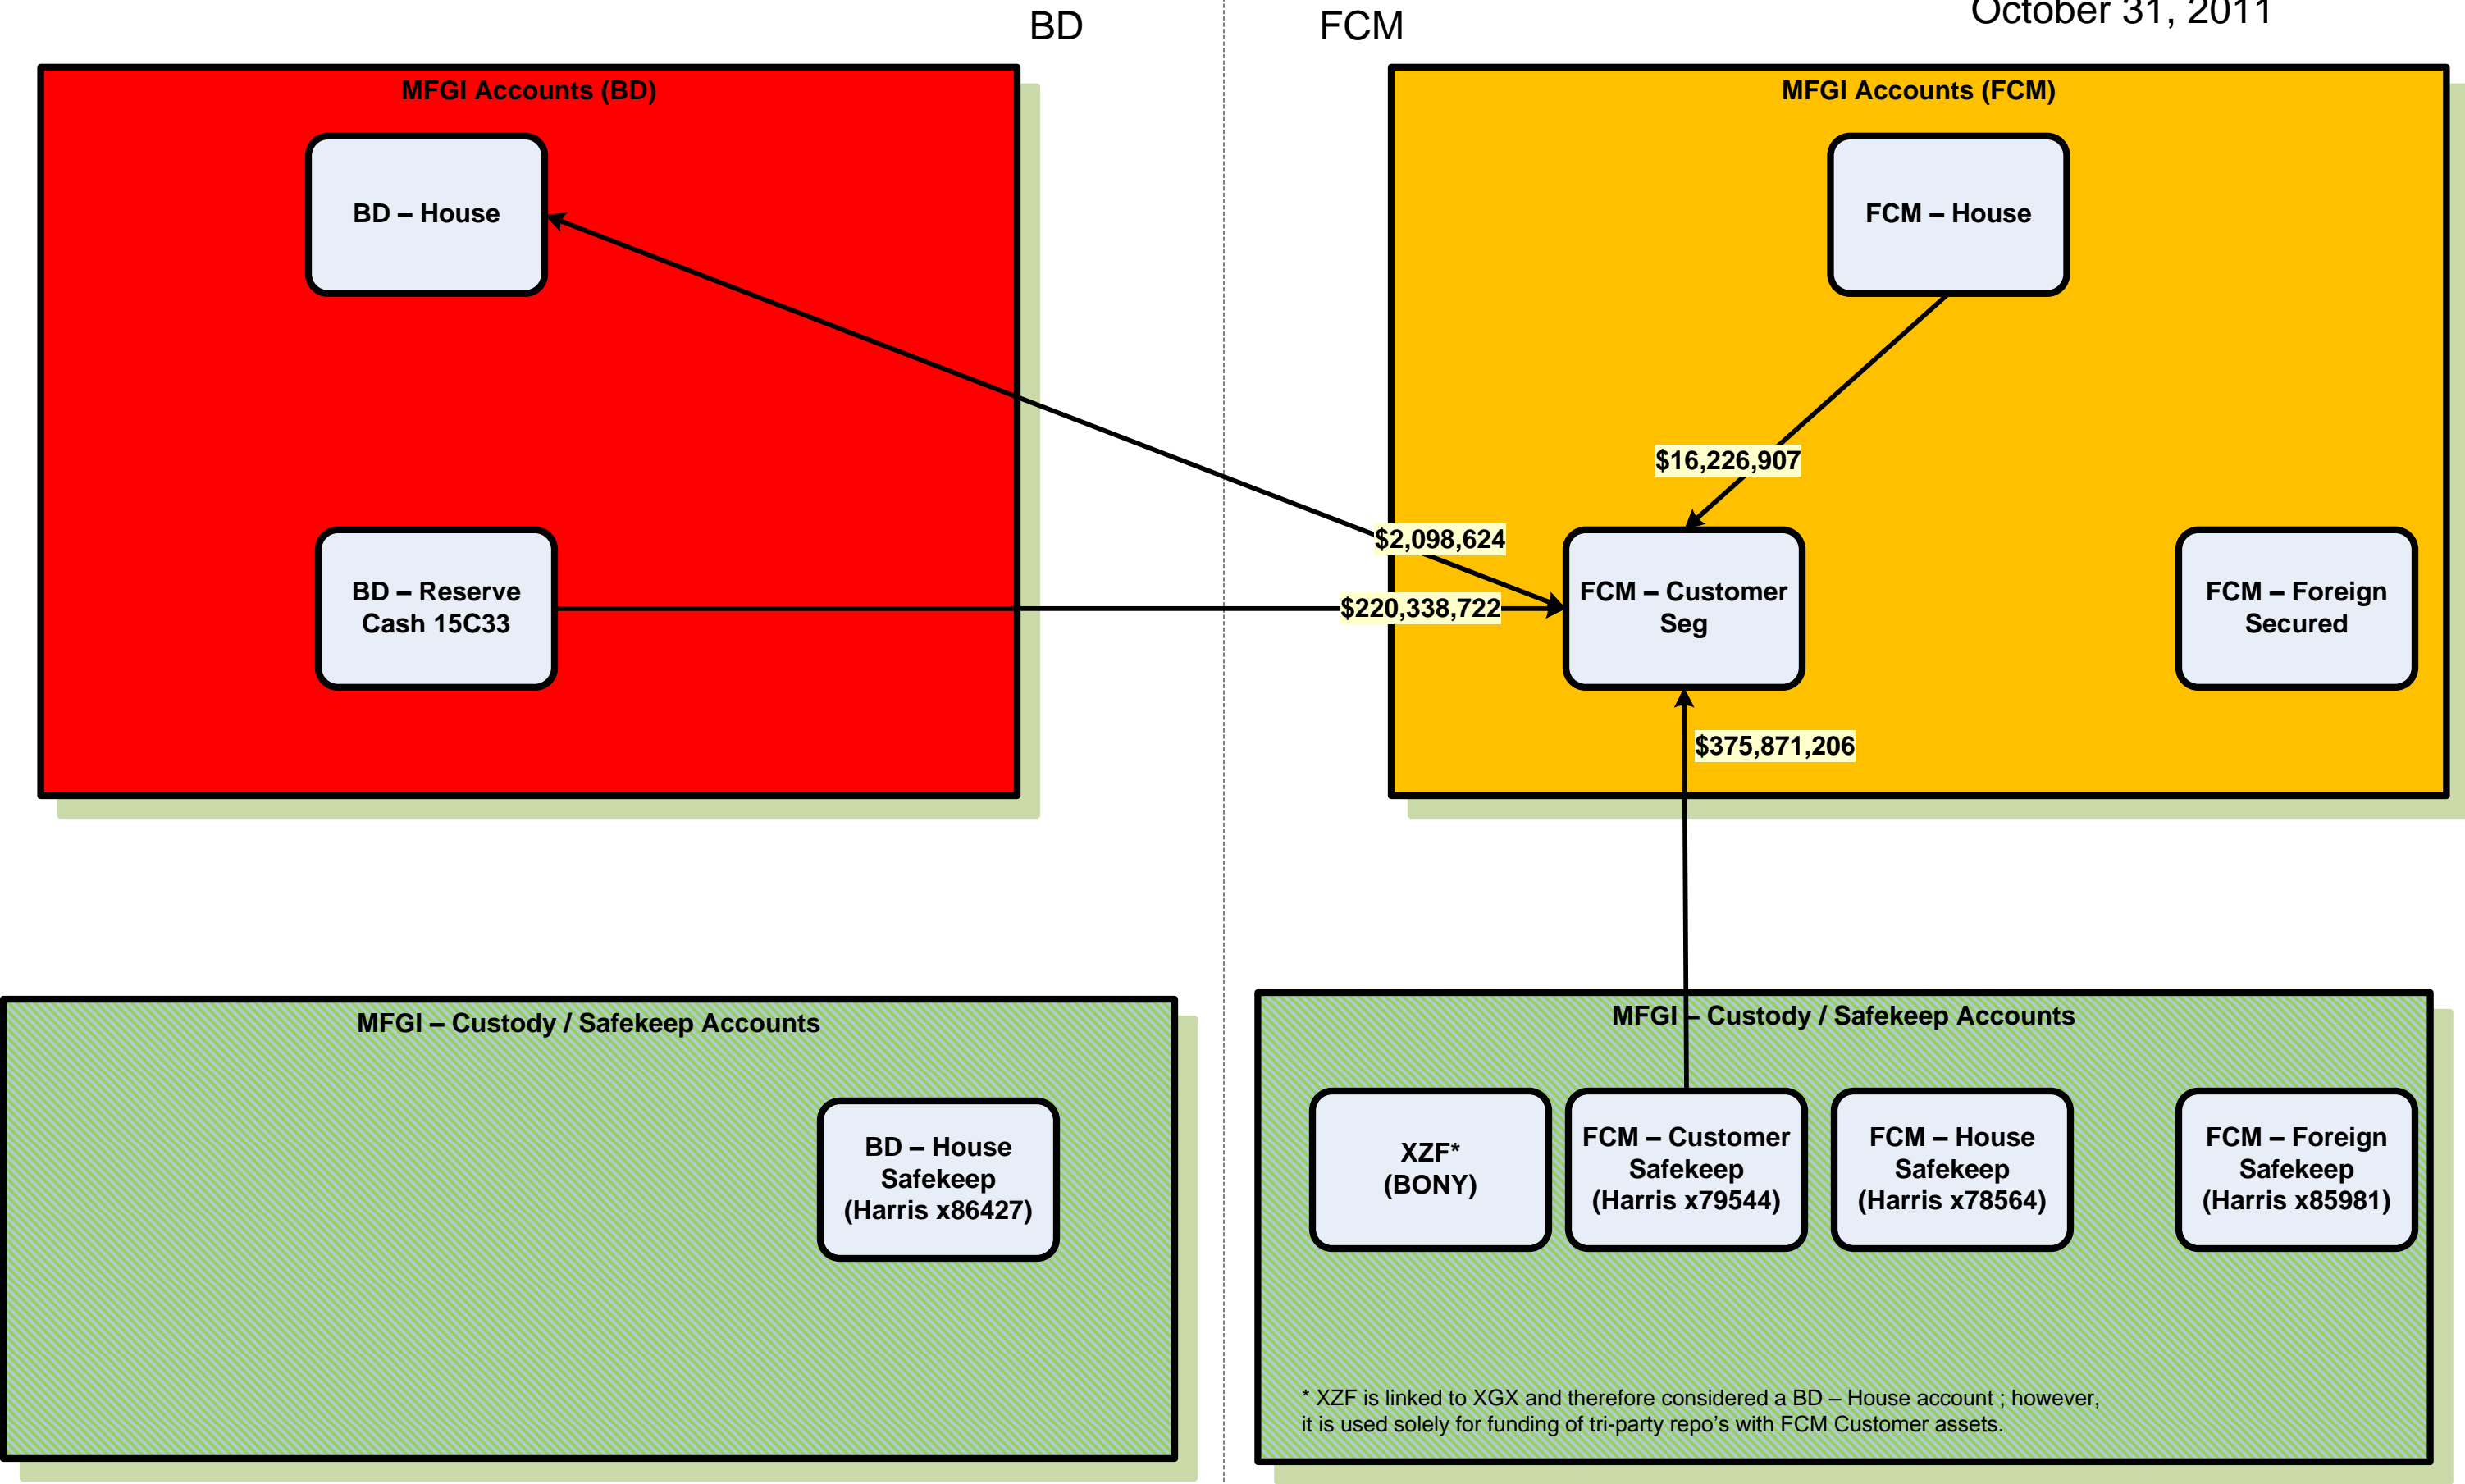 BD
FCM
October 31, 2011
MFGI Accounts (BD)
MFGI Accounts (FCM)
BD – House
FCM – House
$16,226,907
$2,098,624
$220,338,722
BD – Reserve
Cash 15C33
FCM – Customer
Seg
FCM – Foreign
Secured
$375,871,206
MFGI – Custody / Safekeep Accounts
MFGI – Custody / Safekeep Accounts
BD – House
Safekeep
(Harris x86427)
XZF*
(BONY)
FCM – Customer
Safekeep
(Harris x79544)
FCM – House
Safekeep
(Harris x78564)
FCM – Foreign
Safekeep
(Harris x85981)
* XZF is linked to XGX and therefore considered a BD – House account ; however,
it is used solely for funding of tri-party repo’s with FCM Customer assets.